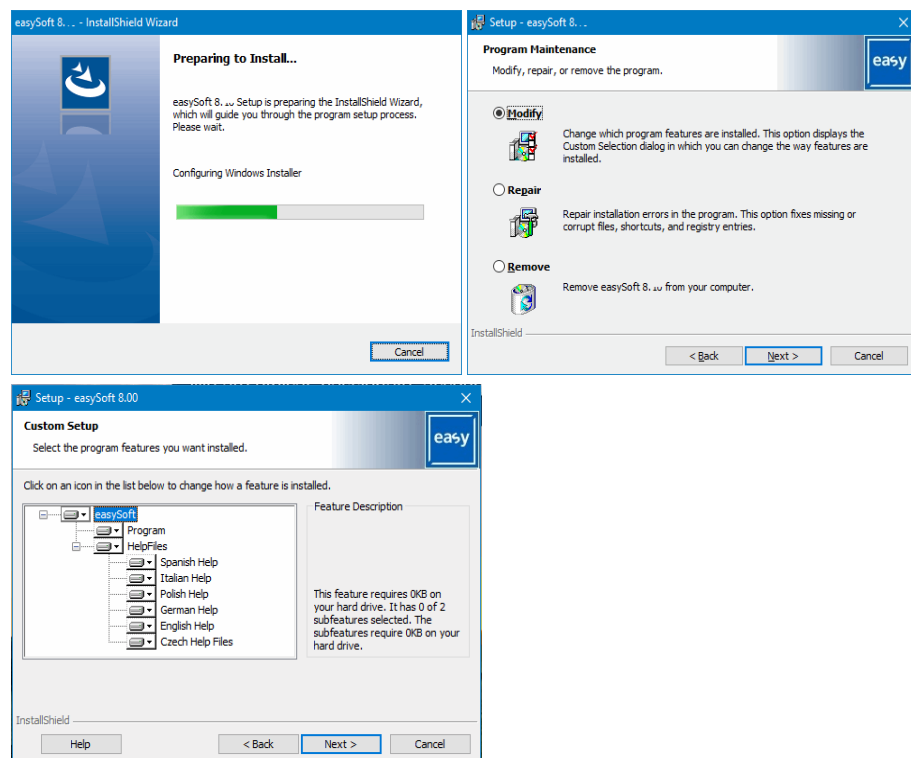 easySoft 8. - InstallShield Wizard
Preparing to Install...
easySoft 8. Setup is preparing the InstallShield Wizard,
which will guide you through the program setup process.
Please wait.
Configuring Windows Installer
Cancel
Setup - easySoft 8.
Program Maintenance
Modify, repair, or remove the program.
easy
Modify
Change which program features are installed. This option displays the
Custom Selection dialog in which you can change the way features are
installed.
Repair
Repair installation errors in the program. This option fixes missing or
corrupt files, shortcuts, and registry entries.
Remove
Remove easySoft 8. from your computer.
InstallShield
< Back
Next >
Cancel
Setup - easySoft 8.00
Custom Setup
Select the program features you want installed.
easy
Click on an icon in the list below to change how a feature is installed.
easySoft
Program
HelpFiles
Spanish Help
Italian Help
Polish Help
German Help
English Help
Czech Help Files
Feature Description
This feature requires 0KB on
your hard drive. It has 0 of 2
subfeatures selected. The
subfeatures require 0KB on your
hard drive.
InstallShield
Help
< Back
Next >
Cancel